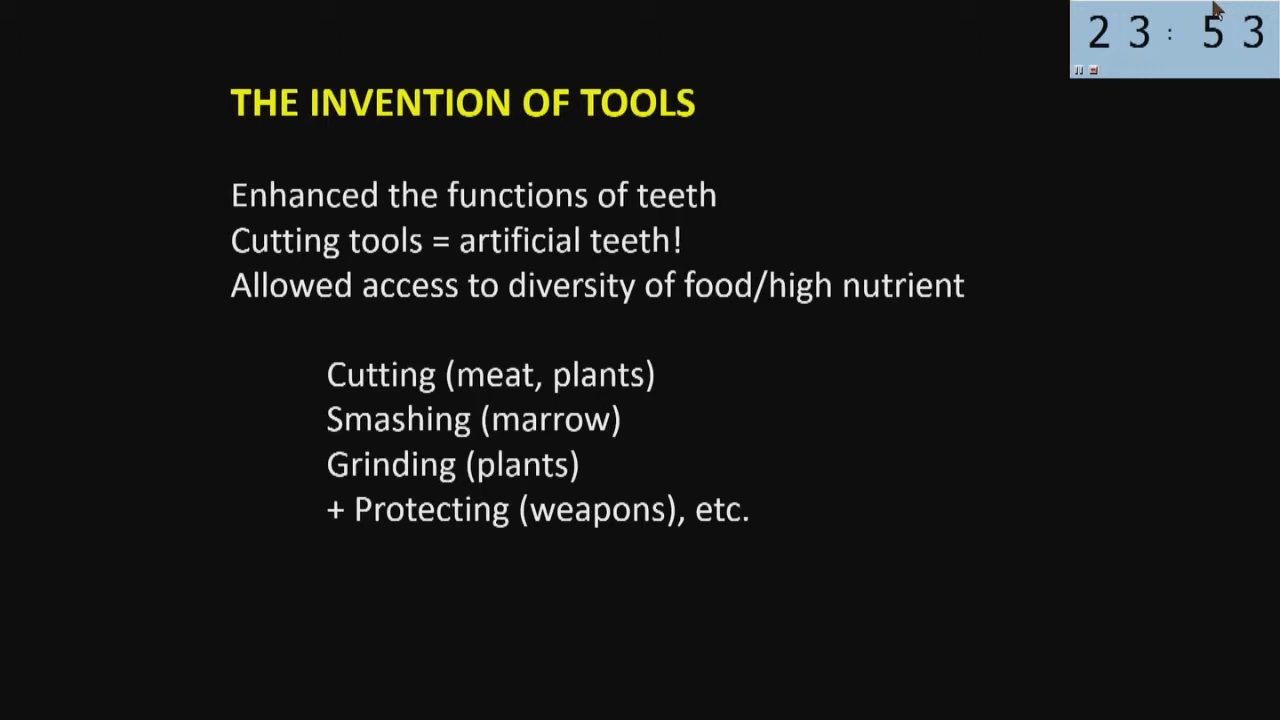 23:53
THE INVENTION OF TOOLS
Enhanced the functions of teeth
Cutting tools = artificial teeth!
Allowed access to diversity of food/high nutrient
Cutting (meat, plants)
Smashing (marrow)
Grinding (plants)
+ Protecting (weapons), etc.